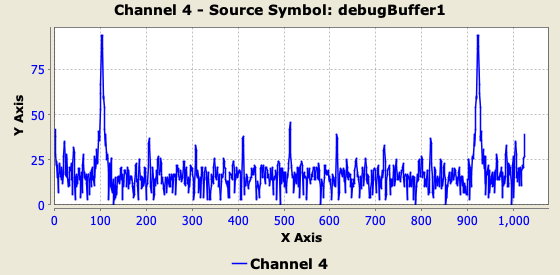 Channel 4 - Source Symbol: debugBuffer1
Y Axis
75
50
25
0
0 100 200 300 400 500 600 700 800 900 1,000
X Axis
Channel 4